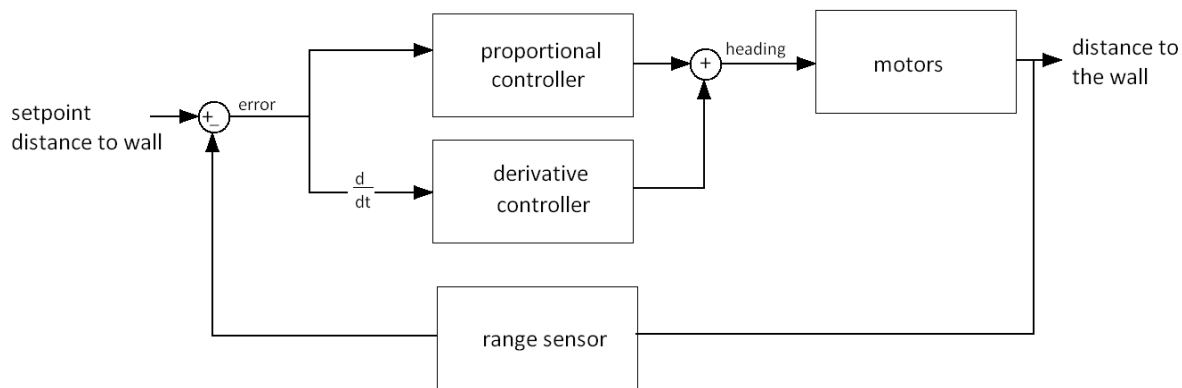 setpoint
distance to wall
+
−
error
proportional
controller
d
dt
derivative
controller
+
heading
motors
distance to
the wall
range sensor